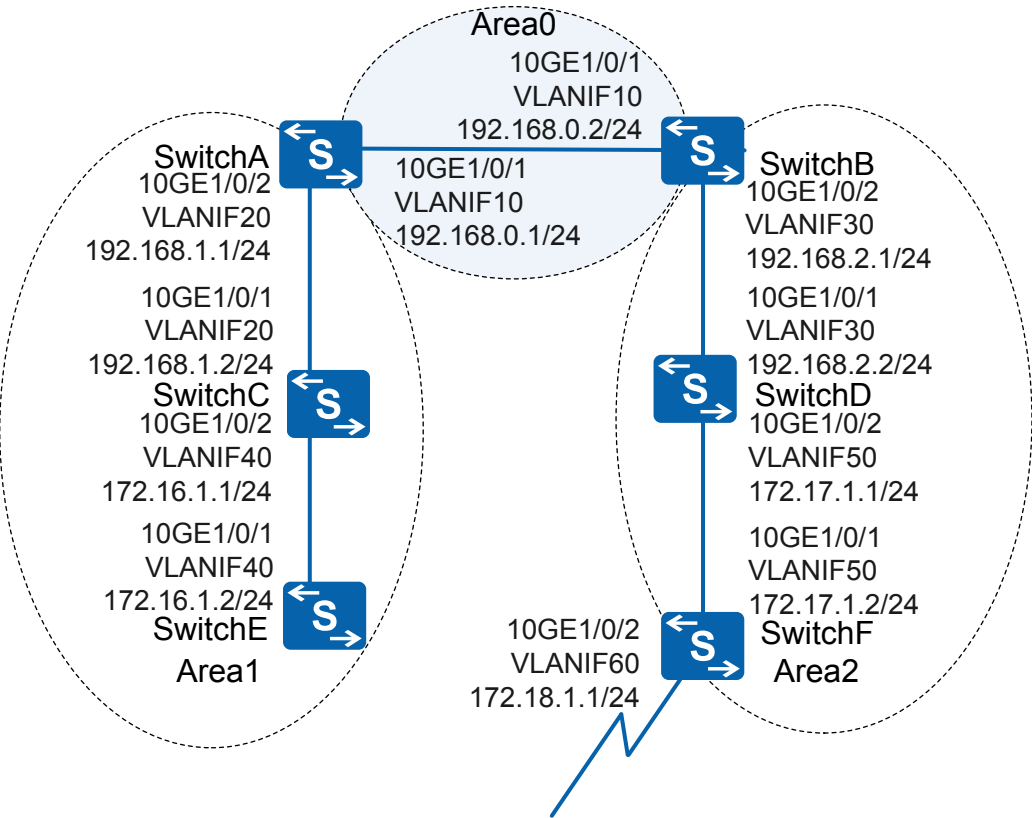 Area0
10GE1/0/1
VLANIF10
192.168.0.2/24
S
SwitchA
10GE1/0/2
VLANIF20
192.168.1.1/24
10GE1/0/1
VLANIF10
192.168.0.1/24
S
SwitchB
10GE1/0/2
VLANIF30
192.168.2.1/24
10GE1/0/1
VLANIF20
192.168.1.2/24
SwitchC
S
10GE1/0/2
VLANIF40
172.16.1.1/24
10GE1/0/1
VLANIF30
192.168.2.2/24
S
SwitchD
10GE1/0/2
VLANIF50
172.17.1.1/24
10GE1/0/1
VLANIF40
172.16.1.2/24
SwitchE
S
Area1
10GE1/0/1
VLANIF50
172.17.1.2/24
S
SwitchF
Area2
10GE1/0/2
VLANIF60
172.18.1.1/24